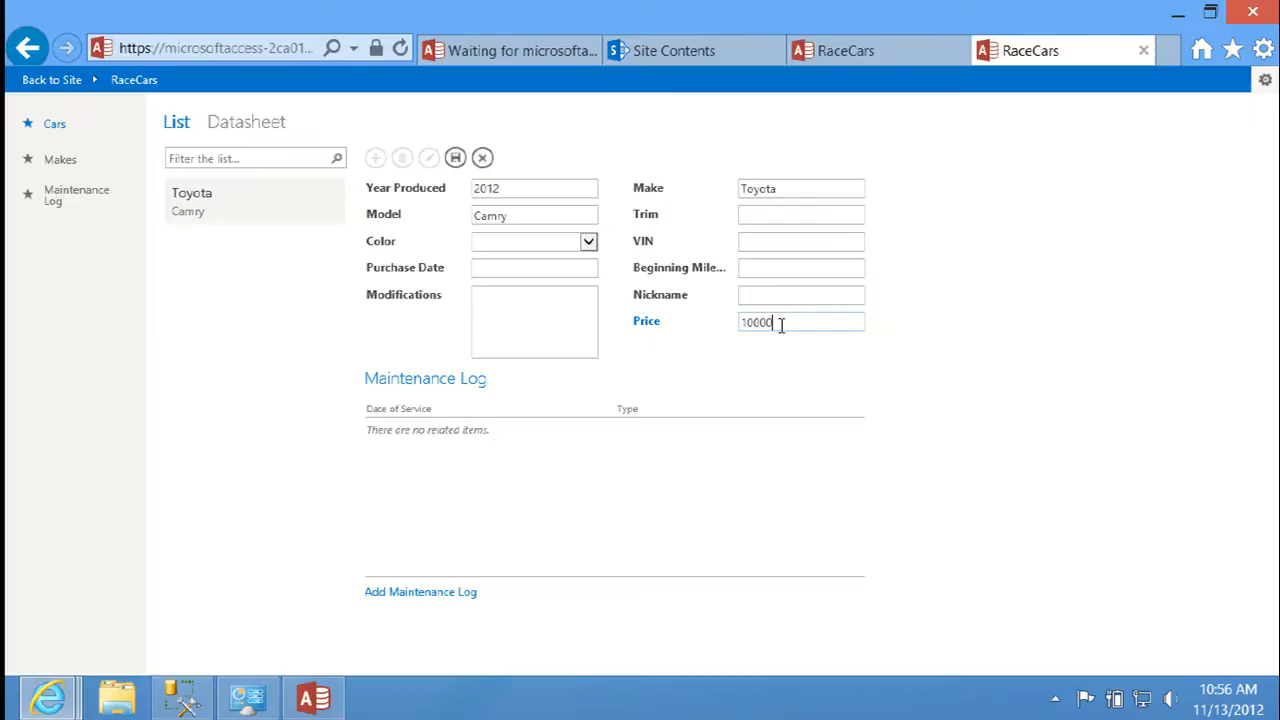 https://microsoftaccess-2ca01...
Waiting for microsofta...
Site Contents
RaceCars
RaceCars
Back to Site
RaceCars
Cars
Makes
Maintenance
Log
List
Datasheet
Filter the list...
Toyota
Camry
Year Produced
2012
Make
Toyota
Model
Camry
Trim
Color
VIN
Purchase Date
Beginning Mile...
Modifications
Nickname
Price
10000
Maintenance Log
Date of Service
Type
There are no related items.
Add Maintenance Log
10:56 AM
11/13/2012